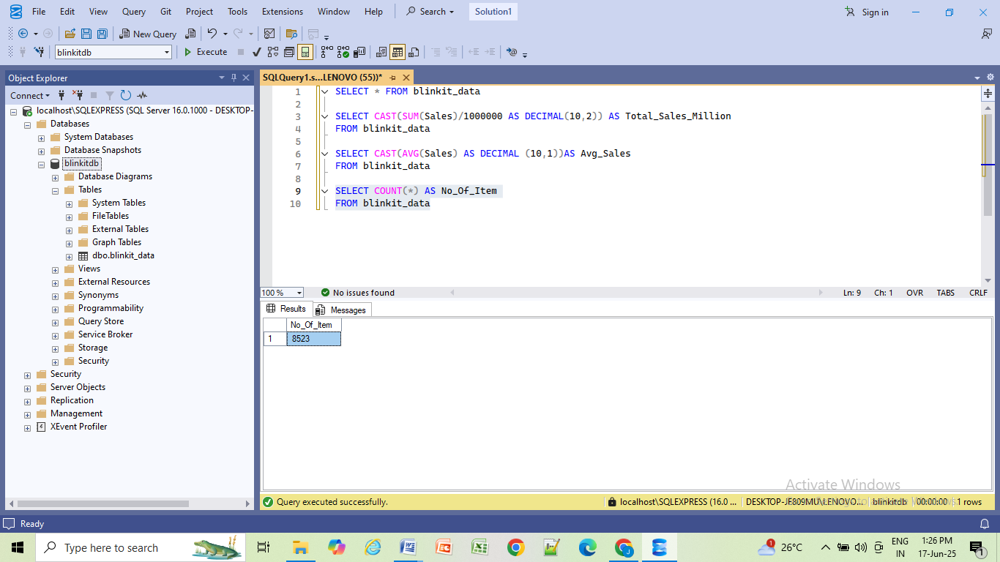 File Edit View Query Git Project Tools Extensions Window Help Search Solution1 Sign in
New Query
blinkitdb Execute
Object Explorer
Connect
localhost\SQLEXPRESS (SQL Server 16.0.1000 - DESKTOP-
Databases
System Databases
Database Snapshots
blinkitdb
Database Diagrams
Tables
System Tables
FileTables
External Tables
Graph Tables
dbo.blinkit_data
Views
External Resources
Synonyms
Programmability
Query Store
Service Broker
Storage
Security
Security
Server Objects
Replication
Management
XEvent Profiler
SQLQuery1.s...LENOVO (55))*
1 SELECT * FROM blinkit_data
2
3 SELECT CAST(SUM(Sales)/1000000 AS DECIMAL(10,2)) AS Total_Sales_Million
4 FROM blinkit_data
5
6 SELECT CAST(AVG(Sales) AS DECIMAL (10,1))AS Avg_Sales
7 FROM blinkit_data
8
9 SELECT COUNT(*) AS No_Of_Item
10 FROM blinkit_data
100 % No issues found Ln: 9 Ch: 1 OVR TABS CRLF
Results Messages
No_Of_Item
1 8523
Activate Windows
Query executed successfully. localhost\SQLEXPRESS (16.0 ... DESKTOP-JE809MU\LENOVO... blinkitdb 00:00:00 1 rows
Ready
Type here to search
26°C
ENG
IN
1:26 PM
17-Jun-25
1